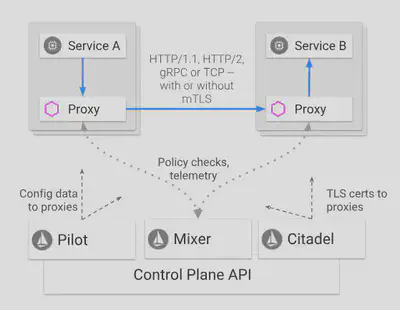 Service A
Service B
HTTP/1.1, HTTP/2,
gRPC or TCP –
with or without
mTLS
Proxy
Proxy
Policy checks,
telemetry
Config data
to proxies
TLS certs to
proxies
Pilot
Mixer
Citadel
Control Plane API